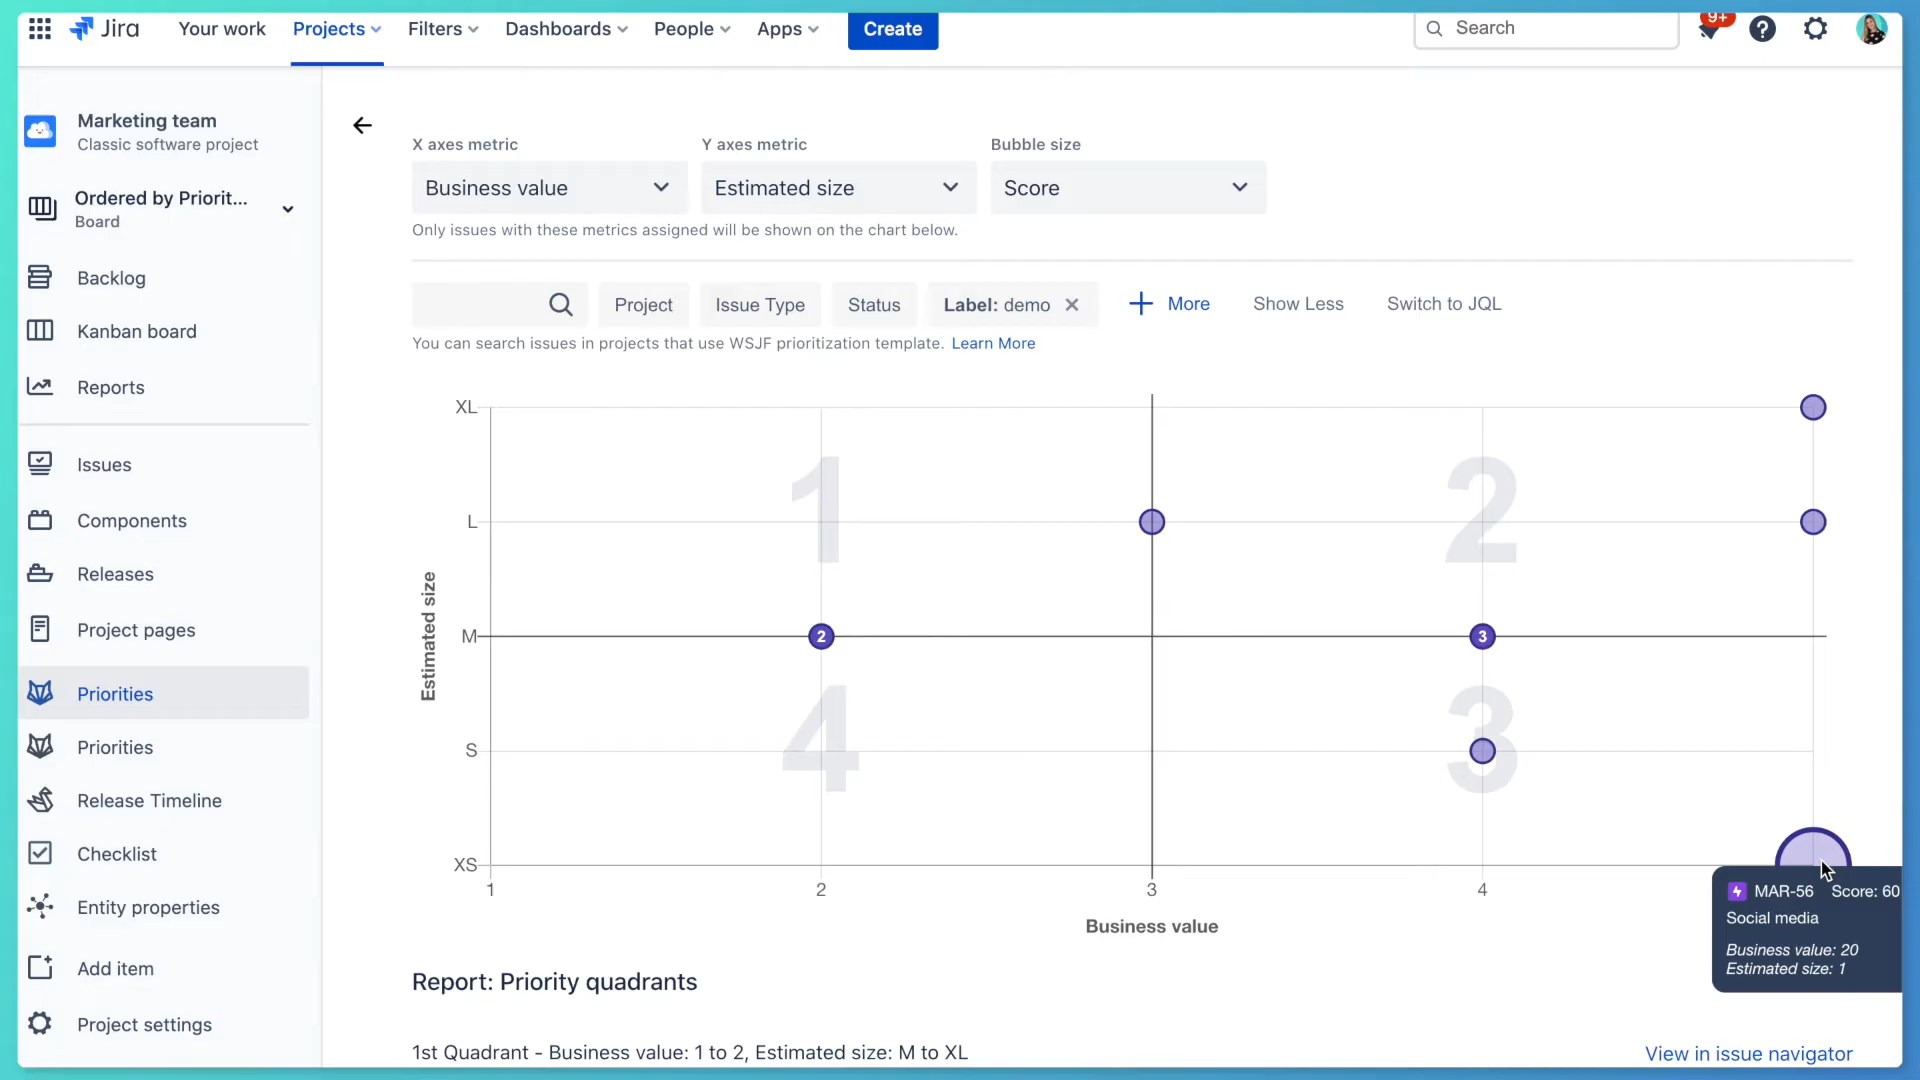 Jira
Your work
Projects
Filters
Dashboards
People
Apps
Create
Search
9+
Marketing team
Classic software project
Ordered by Priorit...
Board
Backlog
Kanban board
Reports
Issues
Components
Releases
Project pages
Priorities
Priorities
Release Timeline
Checklist
Entity properties
Add item
Project settings
X axes metric
Y axes metric
Bubble size
Business value
Estimated size
Score
Only issues with these metrics assigned will be shown on the chart below.
Project
Issue Type
Status
Label: demo
More
Show Less
Switch to JQL
You can search issues in projects that use WSJF prioritization template. Learn More
XL
L
M
S
XS
Estimated size
1
2
4
3
2
3
1
2
3
4
Business value
MAR-56 Score: 60
Social media
Business value: 20
Estimated size: 1
Report: Priority quadrants
1st Quadrant - Business value: 1 to 2, Estimated size: M to XL
View in issue navigator